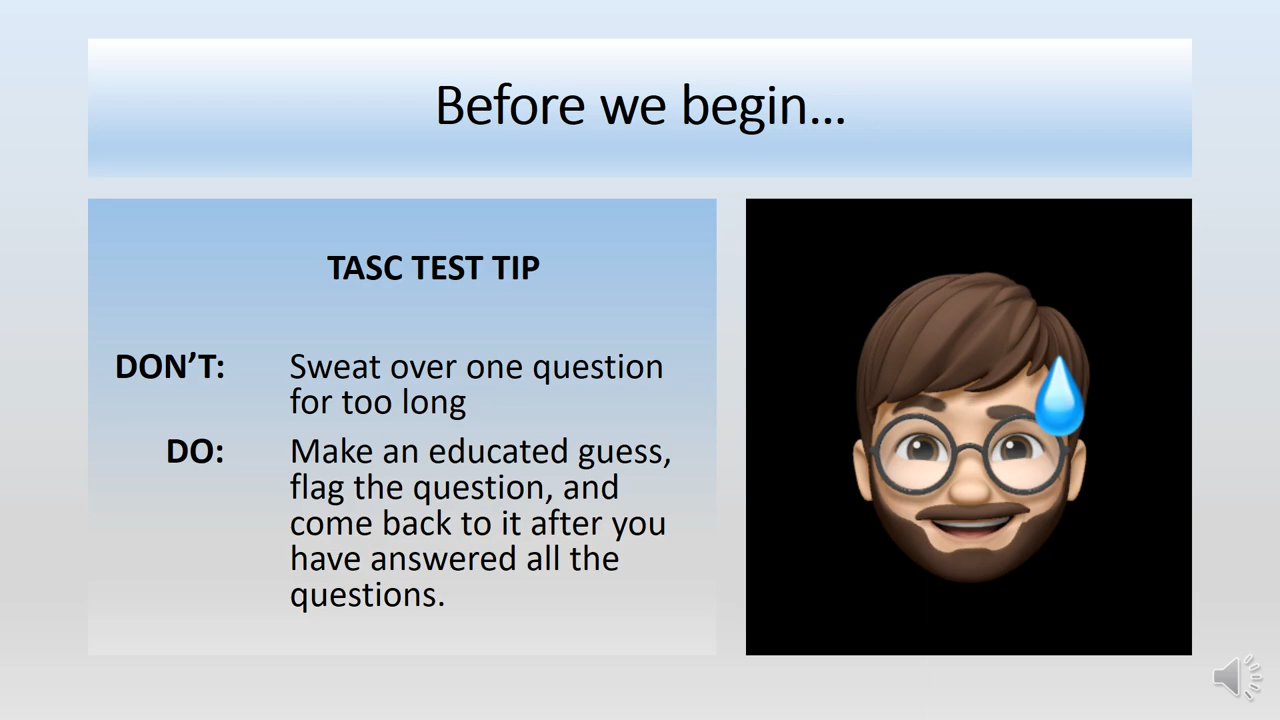 Before we begin...
TASC TEST TIP
DON’T: Sweat over one question
for too long
DO: Make an educated guess,
flag the question, and
come back to it after you
have answered all the
questions.